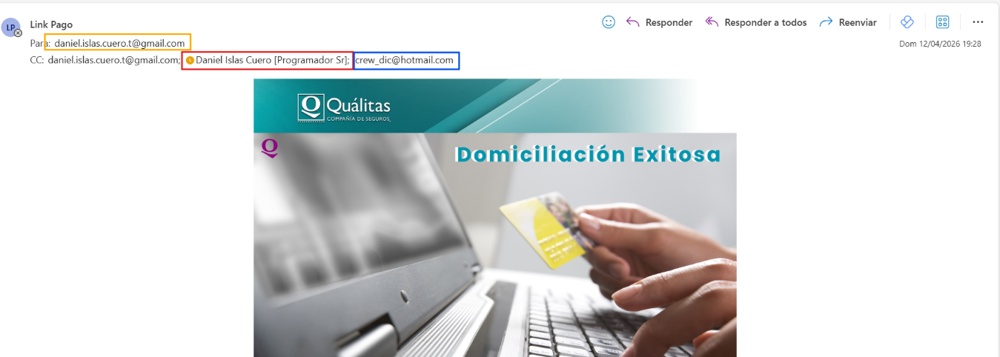 LP
Link Pago
Responder
Responder a todos
Reenviar
Para: daniel.islas.cuero.t@gmail.com
Dom 12/04/2026 19:28
CC: daniel.islas.cuero.t@gmail.com; Daniel Islas Cuero [Programador Sr]; crew_dic@hotmail.com
Q Quálitas
COMPAÑÍA DE SEGUROS,
Q
Domiciliación Exitosa